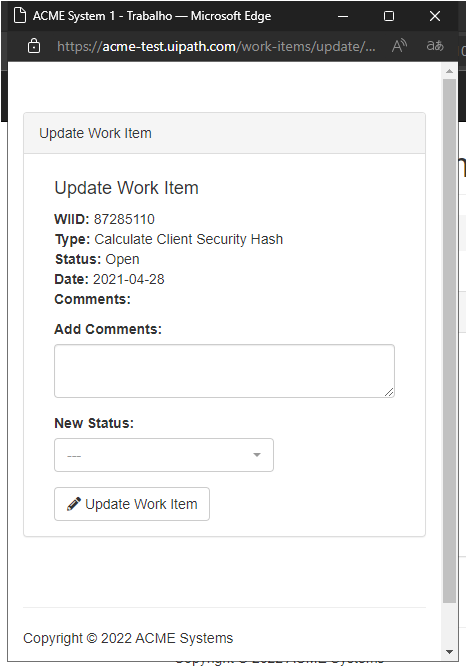 ACME System 1 - Trabalho — Microsoft Edge
https://acme-test.uipath.com/work-items/update/...
Update Work Item
Update Work Item
WIID: 87285110
Type: Calculate Client Security Hash
Status: Open
Date: 2021-04-28
Comments:
Add Comments:
New Status:
---
Update Work Item
Copyright © 2022 ACME Systems